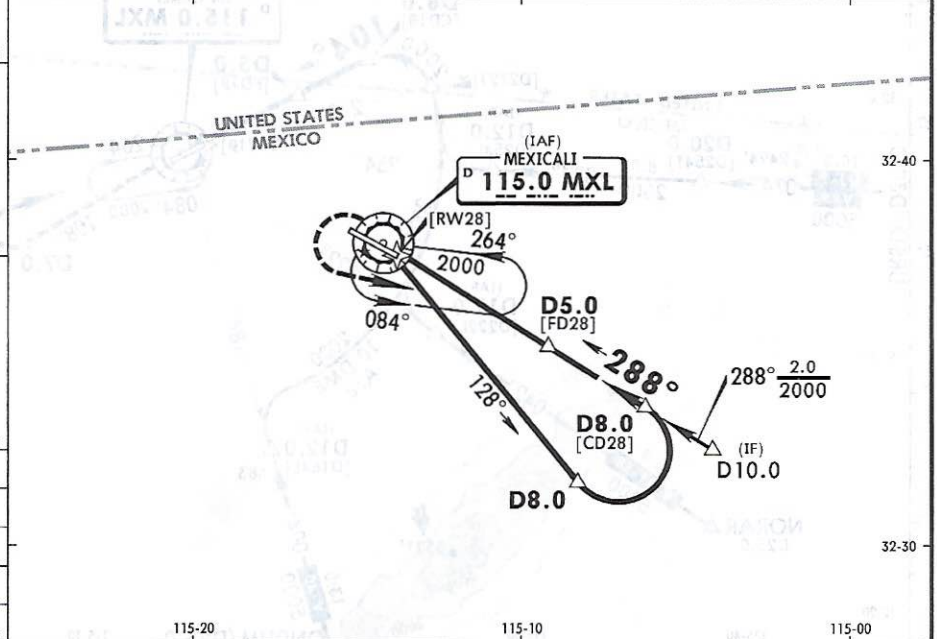 UNITED STATES
MEXICO
32-40
(IAF)
MEXICALI
D 115.0 MXL
[RW28]
264°
2000
084°
D5.0
[FD28]
288°
288° 2.0
2000
128°
D8.0
[CD28]
(IF)
D10.0
D8.0
32-30
115-20
115-10
115-00